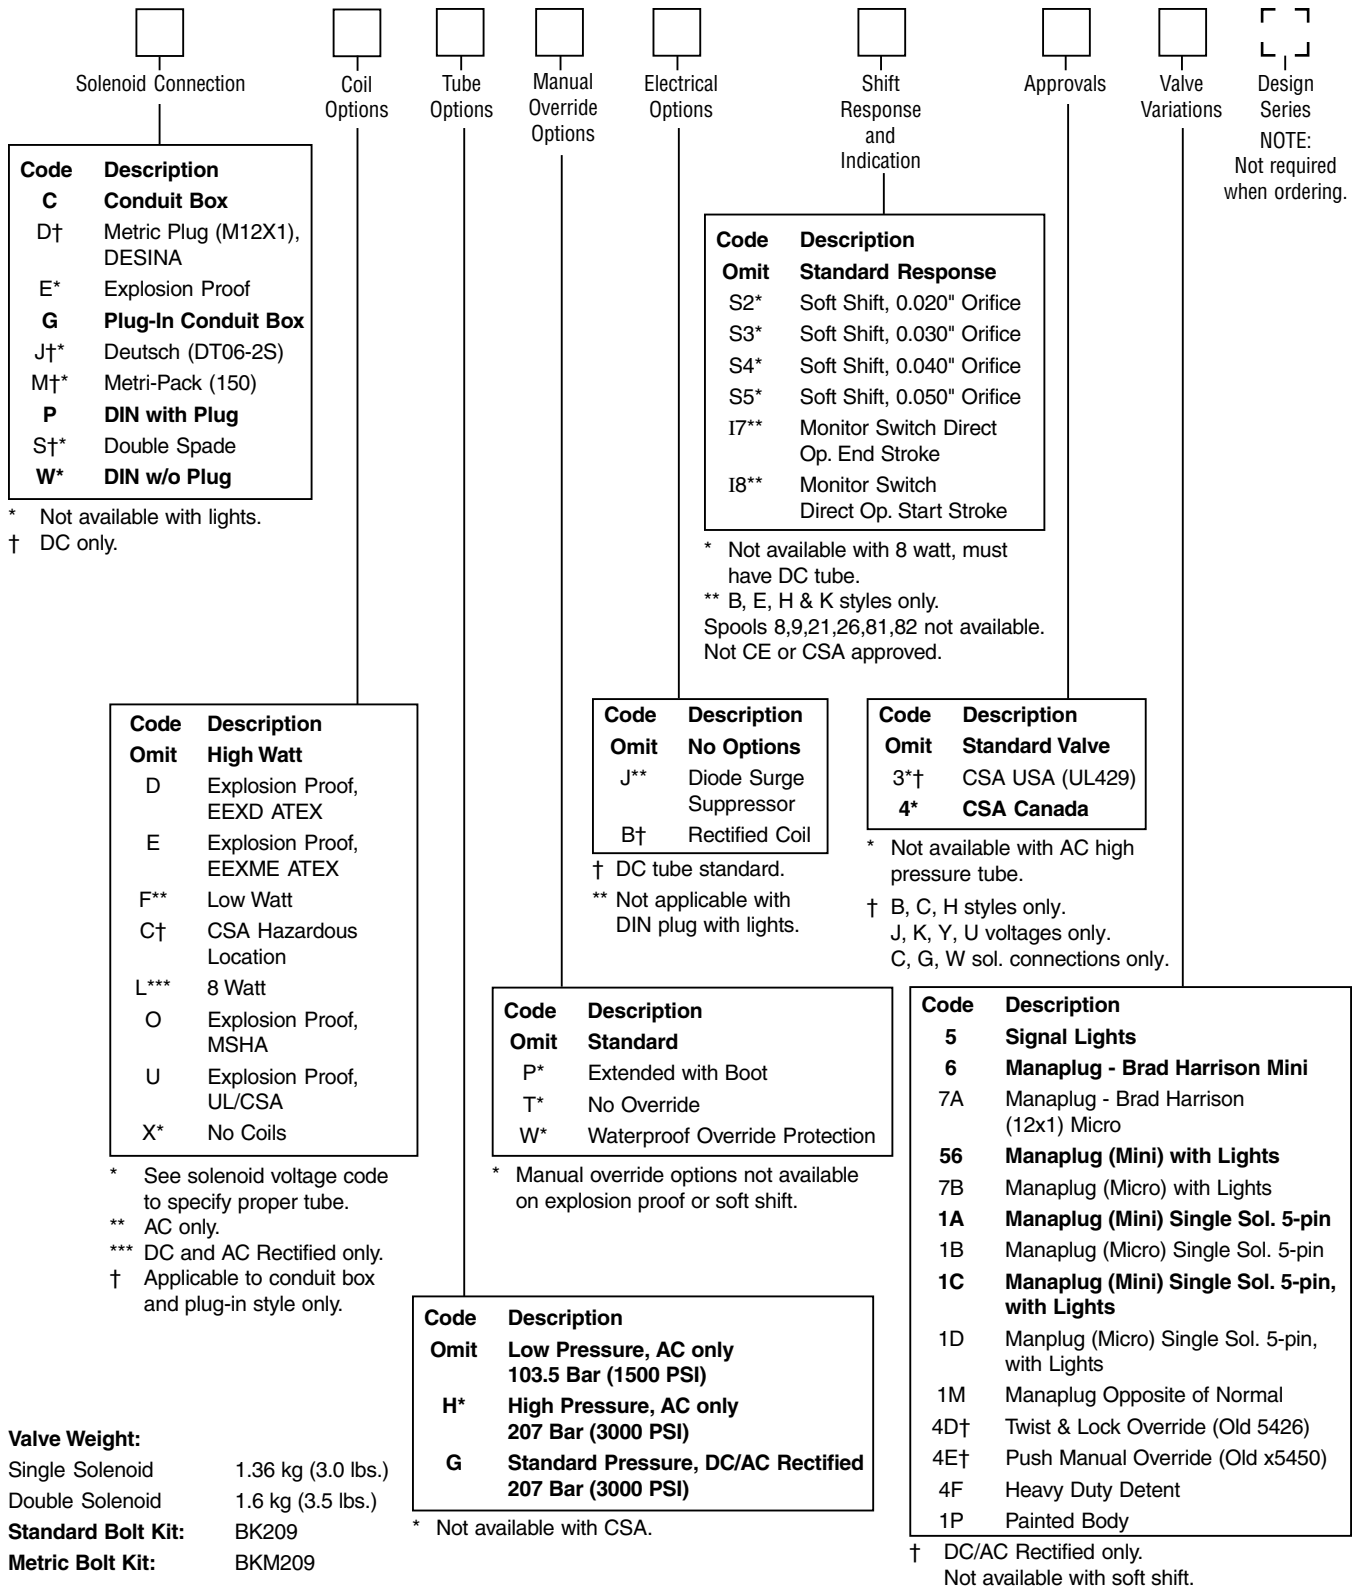 Solenoid Connection
Coil
Options
Tube
Options
Manual
Override
Options
Electrical
Options
Shift
Response
and
Indication
Approvals
Valve
Variations
Design
Series
NOTE:
Not required
when ordering.
Code Description
C Conduit Box
D† Metric Plug (M12X1),
DESINA
E* Explosion Proof
G Plug-In Conduit Box
J†* Deutsch (DT06-2S)
M†* Metri-Pack (150)
P DIN with Plug
S†* Double Spade
W* DIN w/o Plug
* Not available with lights.
† DC only.
Code Description
Omit Standard Response
S2* Soft Shift, 0.020" Orifice
S3* Soft Shift, 0.030" Orifice
S4* Soft Shift, 0.040" Orifice
S5* Soft Shift, 0.050" Orifice
I7** Monitor Switch Direct
Op. End Stroke
I8** Monitor Switch
Direct Op. Start Stroke
* Not available with 8 watt, must
have DC tube.
** B, E, H & K styles only.
Spools 8,9,21,26,81,82 not available.
Not CE or CSA approved.
Code Description
Omit High Watt
D Explosion Proof,
EEXD ATEX
E Explosion Proof,
EEXME ATEX
F** Low Watt
C† CSA Hazardous
Location
L*** 8 Watt
O Explosion Proof,
MSHA
U Explosion Proof,
UL/CSA
X* No Coils
* See solenoid voltage code
to specify proper tube.
** AC only.
*** DC and AC Rectified only.
† Applicable to conduit box
and plug-in style only.
Code Description
Omit No Options
J** Diode Surge
Suppressor
B† Rectified Coil
† DC tube standard.
** Not applicable with
DIN plug with lights.
Code Description
Omit Standard Valve
3*† CSA USA (UL429)
4* CSA Canada
* Not available with AC high
pressure tube.
† B, C, H styles only.
J, K, Y, U voltages only.
C, G, W sol. connections only.
Code Description
Omit Standard
P* Extended with Boot
T* No Override
W* Waterproof Override Protection
* Manual override options not available
on explosion proof or soft shift.
Code Description
5 Signal Lights
6 Manaplug - Brad Harrison Mini
7A Manaplug - Brad Harrison
(12x1) Micro
56 Manaplug (Mini) with Lights
7B Manaplug (Micro) with Lights
1A Manaplug (Mini) Single Sol. 5-pin
1B Manaplug (Micro) Single Sol. 5-pin
1C Manaplug (Mini) Single Sol. 5-pin,
with Lights
1D Manplug (Micro) Single Sol. 5-pin,
with Lights
1M Manaplug Opposite of Normal
4D† Twist & Lock Override (Old 5426)
4E† Push Manual Override (Old x5450)
4F Heavy Duty Detent
1P Painted Body
† DC/AC Rectified only.
Not available with soft shift.
Code Description
Omit Low Pressure, AC only
103.5 Bar (1500 PSI)
H* High Pressure, AC only
207 Bar (3000 PSI)
G Standard Pressure, DC/AC Rectified
207 Bar (3000 PSI)
* Not available with CSA.
Valve Weight:
Single Solenoid 1.36 kg (3.0 lbs.)
Double Solenoid 1.6 kg (3.5 lbs.)
Standard Bolt Kit: BK209
Metric Bolt Kit: BKM209